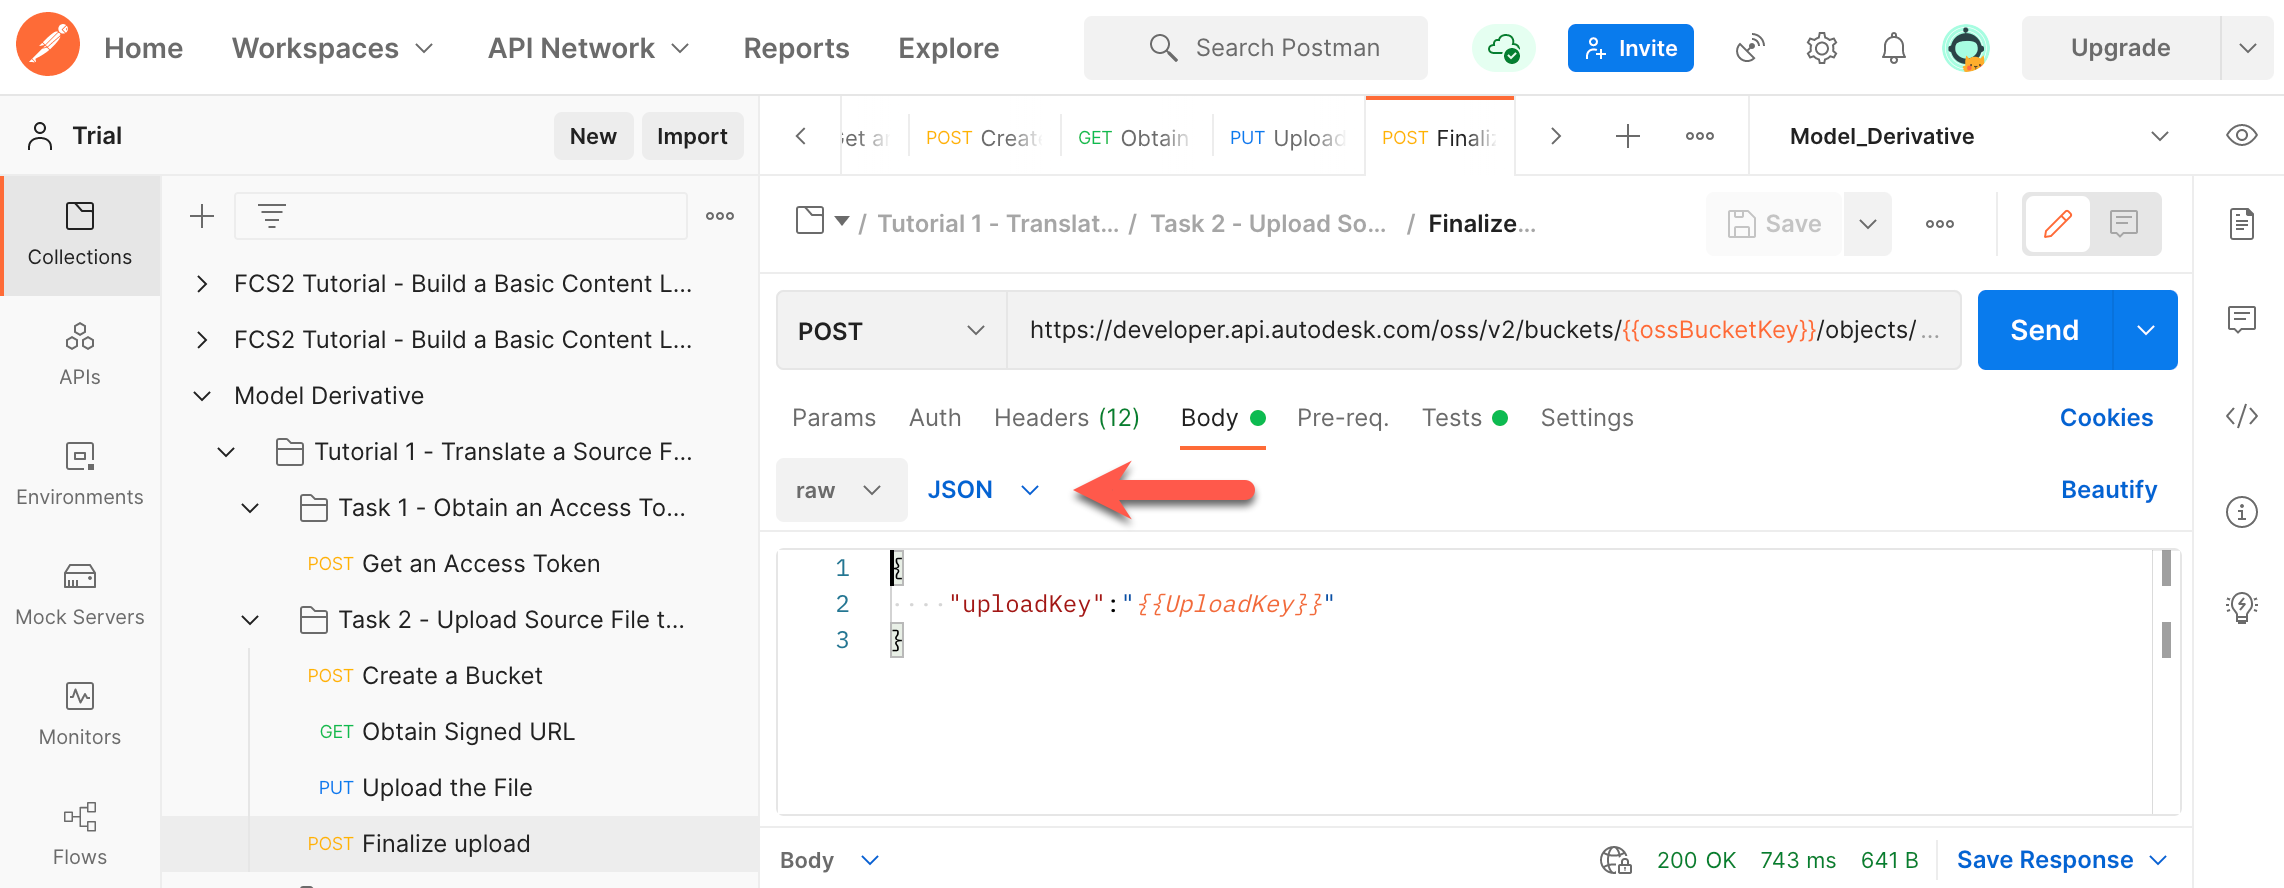 Home Workspaces API Network Reports Explore Search Postman Invite Upgrade
Trial New Import
et ar POST Create GET Obtain PUT Upload POST Finaliz Model_Derivative
Collections
APIs
Environments
Mock Servers
Monitors
Flows
FCS2 Tutorial - Build a Basic Content L...
FCS2 Tutorial - Build a Basic Content L...
Model Derivative
Tutorial 1 - Translate a Source F...
Task 1 - Obtain an Access To...
POST Get an Access Token
Task 2 - Upload Source File t...
POST Create a Bucket
GET Obtain Signed URL
PUT Upload the File
POST Finalize upload
/ Tutorial 1 - Translat... / Task 2 - Upload So... / Finalize... Save
POST https://developer.api.autodesk.com/oss/v2/buckets/{{ossBucketKey}}/objects/ ... Send
Params Auth Headers (12) Body Pre-req. Tests Settings Cookies
raw JSON Beautify
1 {
2 "uploadKey":"{{UploadKey}}"
3 }
Body 200 OK 743 ms 641 B Save Response